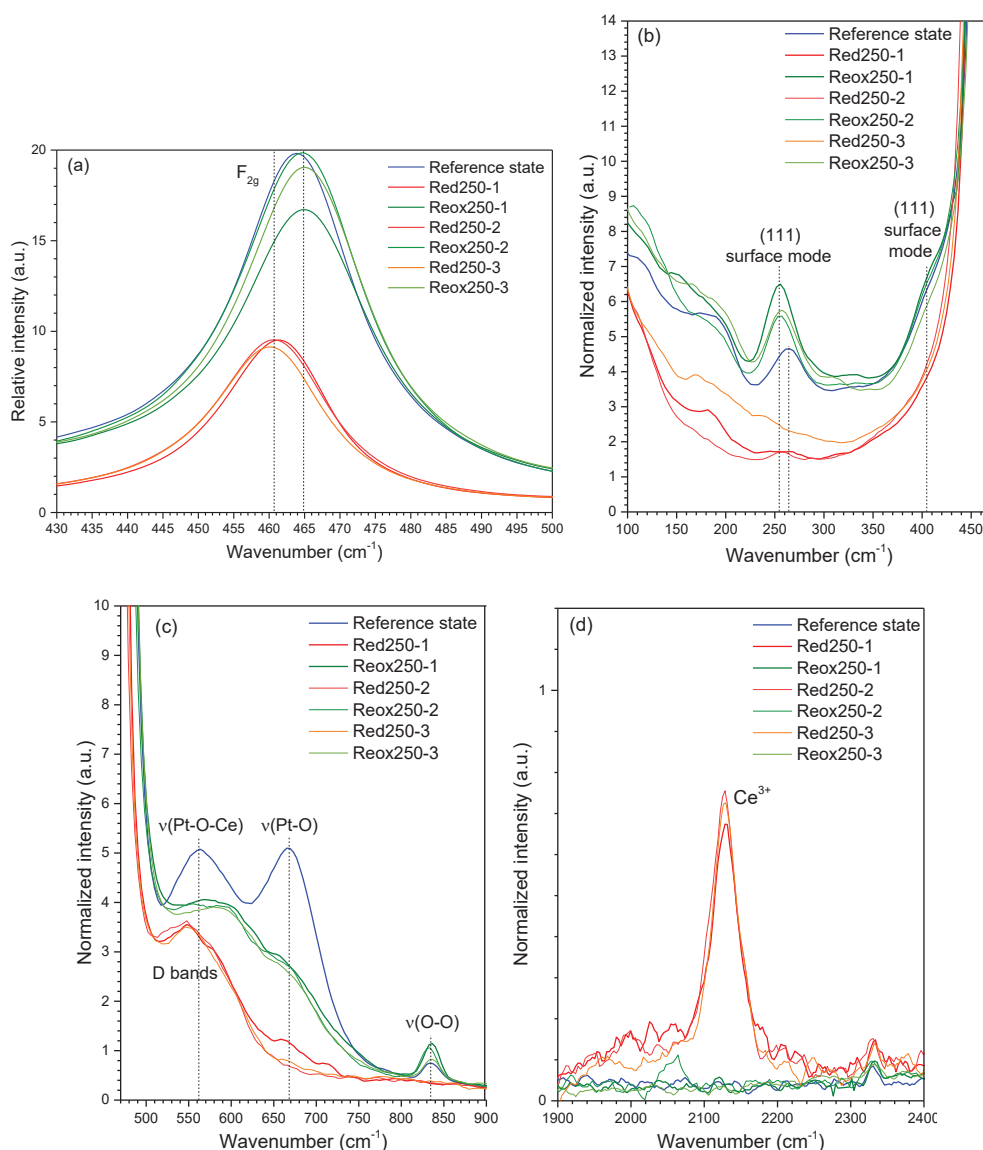 (a)
F2g
Reference state
Red250-1
Reox250-1
Red250-2
Reox250-2
Red250-3
Reox250-3
20
15
10
5
0
Relative intensity (a.u.)
430 435 440 445 450 455 460 465 470 475 480 485 490 495 500
Wavenumber (cm-1)
(b)
Reference state
Red250-1
Reox250-1
Red250-2
Reox250-2
Red250-3
Reox250-3
(111)
surface mode
(111)
surface
mode
14
13
12
11
10
9
8
7
6
5
4
3
2
1
0
Normalized intensity (a.u.)
100 150 200 250 300 350 400 450
Wavenumber (cm-1)
(c)
Reference state
Red250-1
Reox250-1
Red250-2
Reox250-2
Red250-3
Reox250-3
ν(Pt-O-Ce) ν(Pt-O)
D bands
ν(O-O)
10
9
8
7
6
5
4
3
2
1
0
Normalized intensity (a.u.)
500 550 600 650 700 750 800 850 900
Wavenumber (cm-1)
(d)
Reference state
Red250-1
Reox250-1
Red250-2
Reox250-2
Red250-3
Reox250-3
Ce3+
1
0
Normalized intensity (a.u.)
1900 2000 2100 2200 2300 2400
Wavenumber (cm-1)